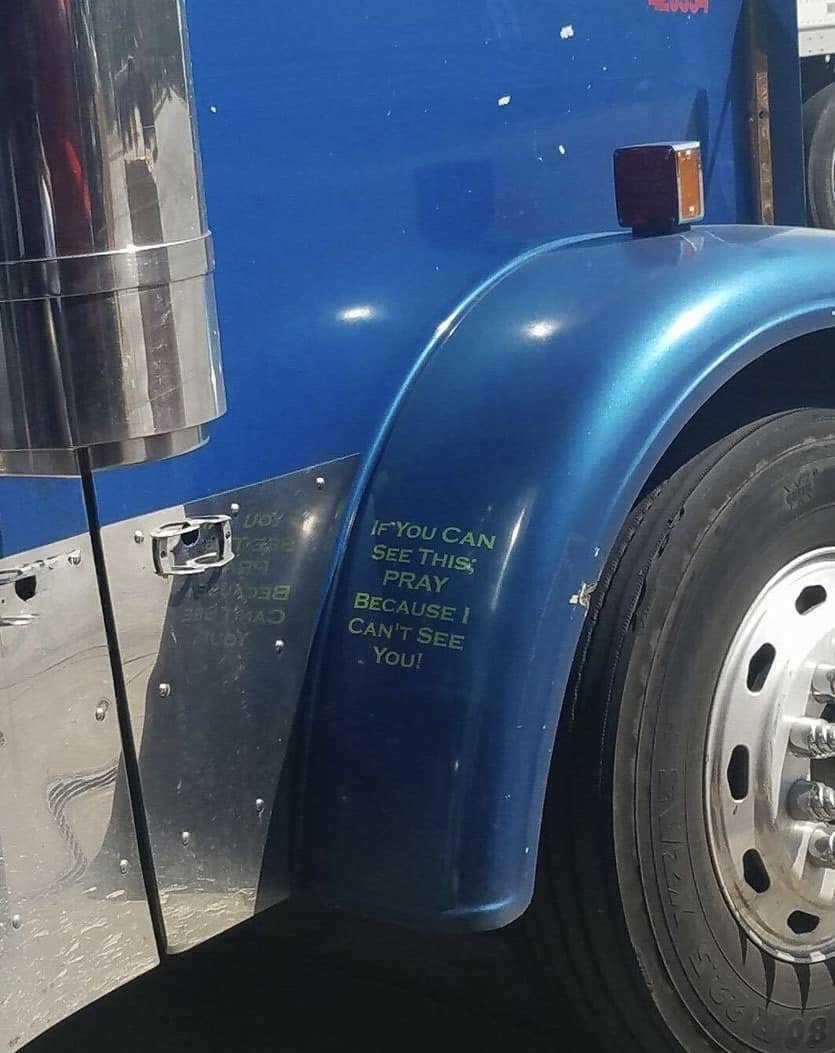 IF YOU CAN
SEE THIS;
PRAY
BECAUSE I
CAN'T SEE
YOU!